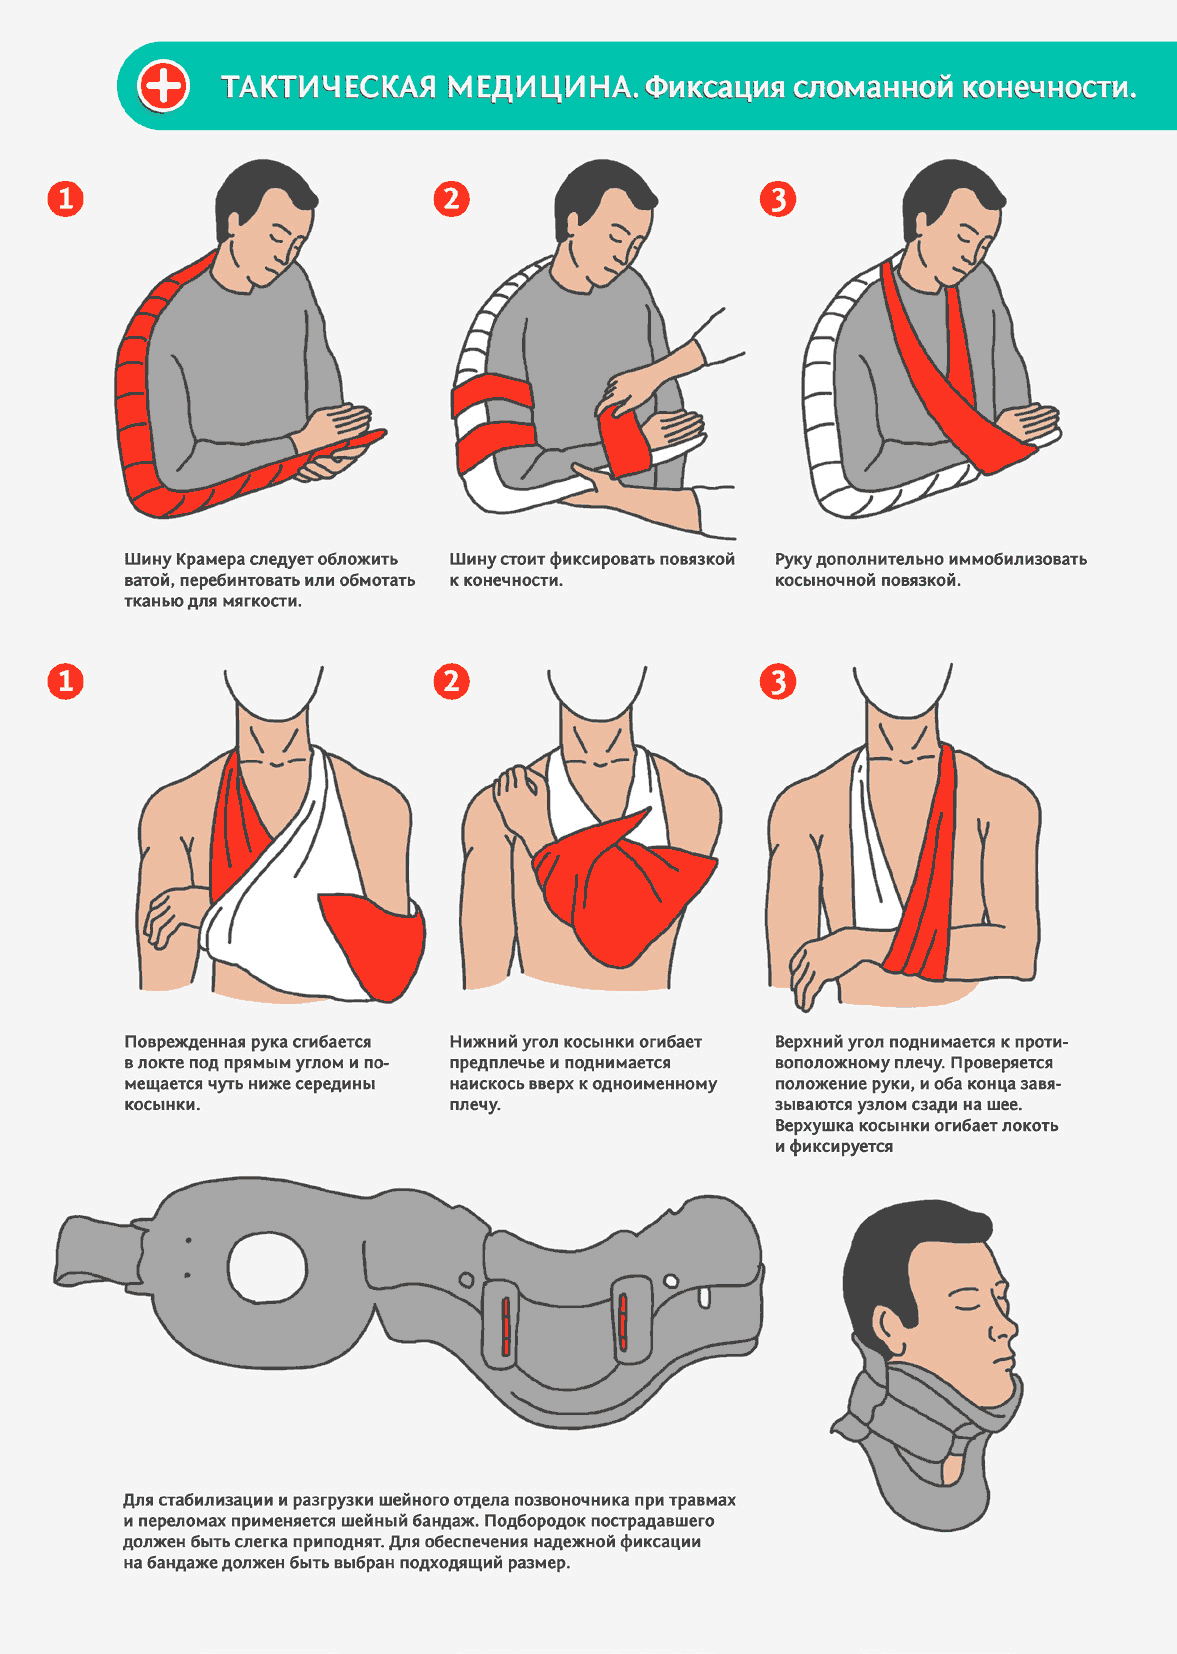 ТАКТИЧЕСКАЯ МЕДИЦИНА. Фиксация сломанной конечности.
1
2
3
Шину Крамера следует обложить
ватой, перебинтовать или обмотать
тканью для мягкости.
Шину стоит фиксировать повязкой
к конечности.
Руку дополнительно иммобилизовать
косыночной повязкой.
1
2
3
Поврежденная рука сгибается
в локте под прямым углом и по-
мещается чуть ниже середины
косынки.
Нижний угол косынки огибает
предплечье и поднимается
наискось вверх к одноименному
плечу.
Верхний угол поднимается к проти-
воположному плечу. Проверяется
положение руки, и оба конца завя-
зываются узлом сзади на шее.
Верхушка косынки огибает локоть
и фиксируется
Для стабилизации и разгрузки шейного отдела позвоночника при травмах
и переломах применяется шейный бандаж. Подбородок пострадавшего
должен быть слегка приподнят. Для обеспечения надежной фиксации
на бандаже должен быть выбран подходящий размер.